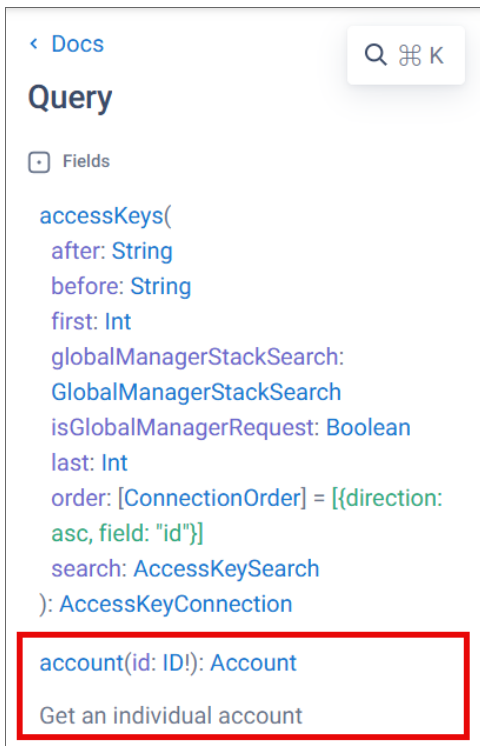 < Docs
⌘ K
Query
Fields
accessKeys(
after: String
before: String
first: Int
globalManagerStackSearch:
GlobalManagerStackSearch
isGlobalManagerRequest: Boolean
last: Int
order: [ConnectionOrder] = [{direction:
asc, field: "id"}]
search: AccessKeySearch
): AccessKeyConnection
account(id: ID!): Account
Get an individual account